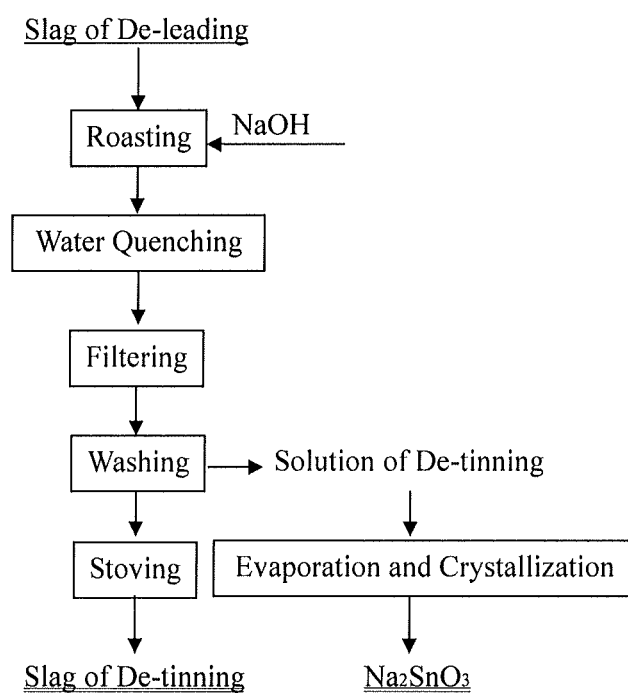 Slag of De-leading
Roasting
NaOH
Water Quenching
Filtering
Washing
Solution of De-tinning
Stoving
Evaporation and Crystallization
Slag of De-tinning
Na₂SnO₃